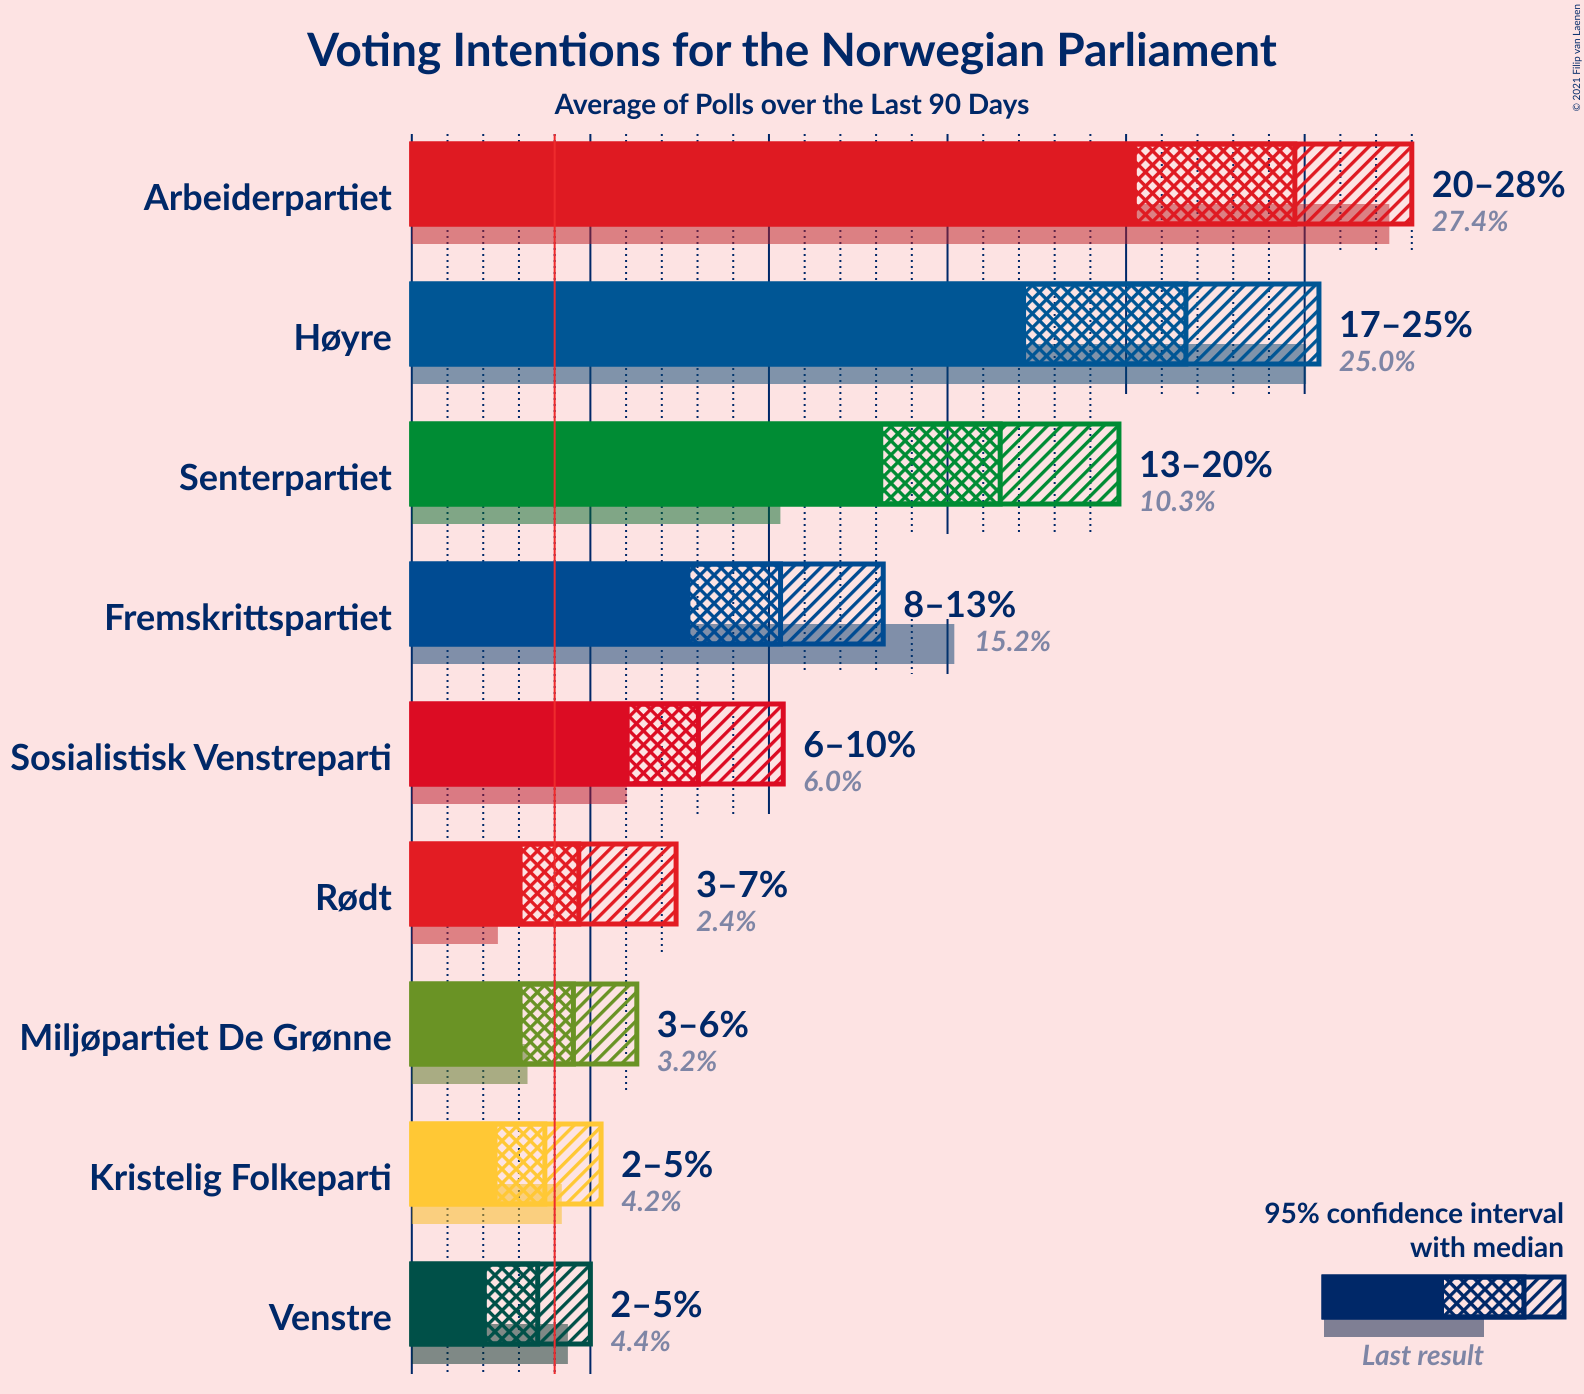 Voting Intentions for the Norwegian Parliament
Average of Polls over the Last 90 Days
© 2021 Filip van Laenen
Arbeiderpartiet
20–28%
27.4%
Høyre
17–25%
25.0%
Senterpartiet
13–20%
10.3%
Fremskrittspartiet
8–13%
15.2%
Sosialistisk Venstreparti
6–10%
6.0%
Rødt
3–7%
2.4%
Miljøpartiet De Grønne
3–6%
3.2%
Kristelig Folkeparti
2–5%
4.2%
Venstre
2–5%
4.4%
95% confidence interval
with median
Last result